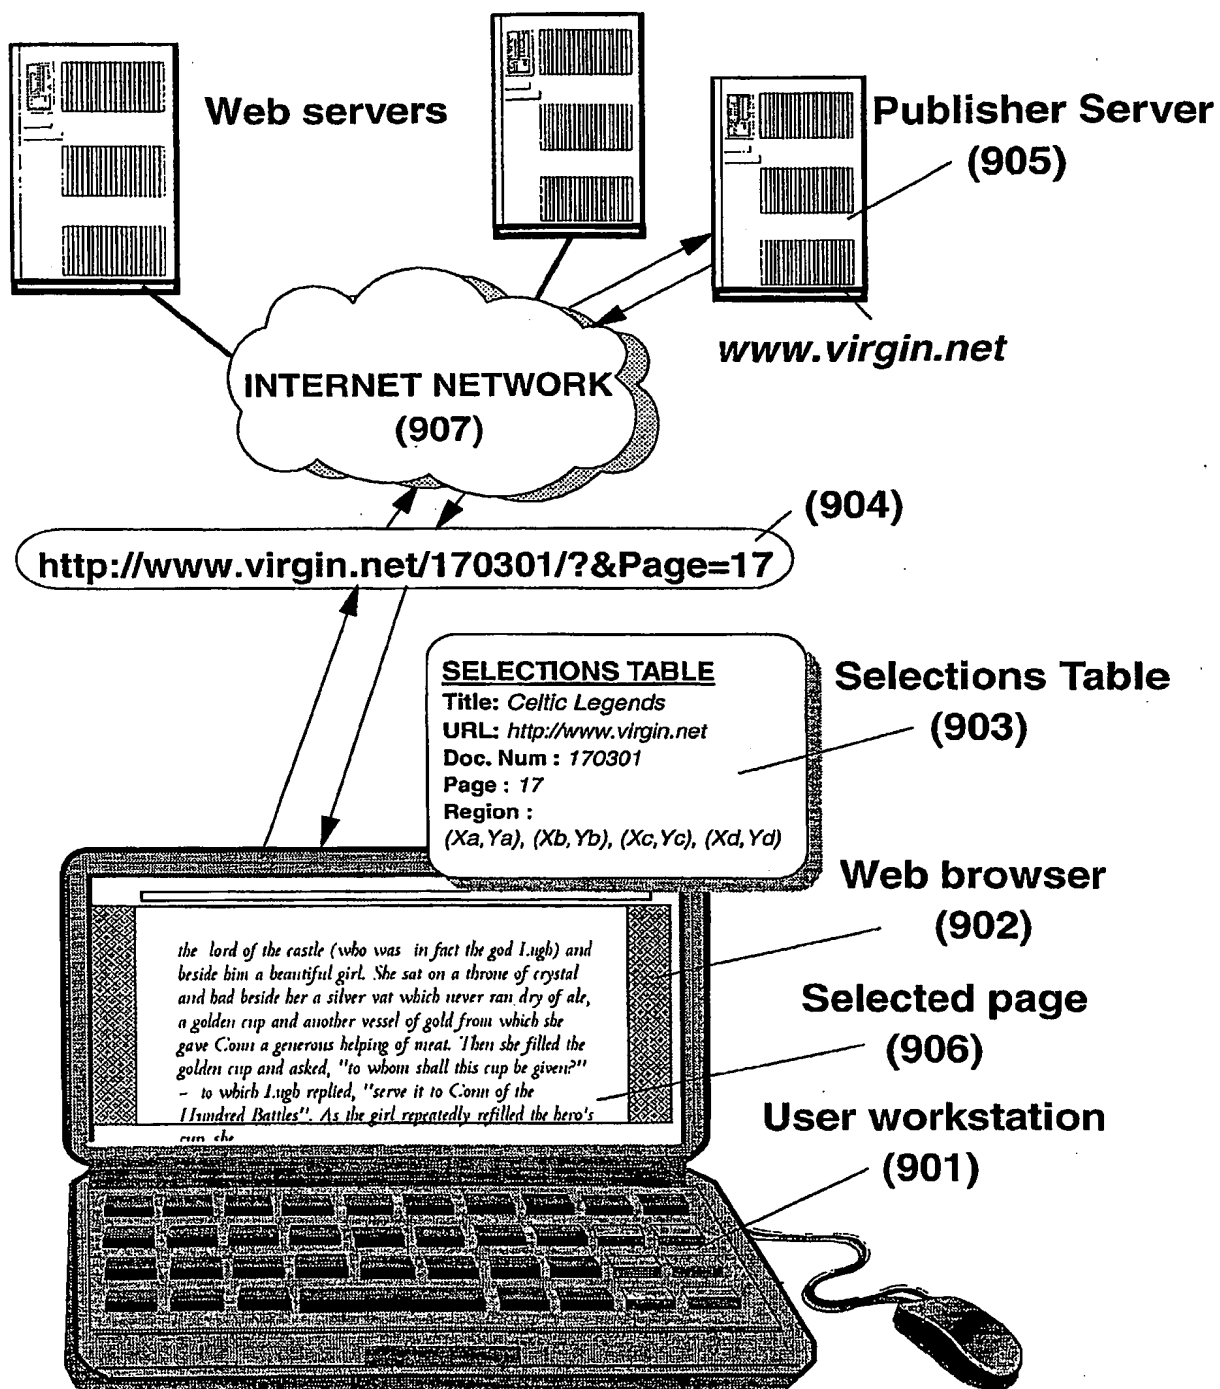 Web servers
Publisher Server
(905)
www.virgin.net
INTERNET NETWORK
(907)
(904)
http://www.virgin.net/170301/?&Page=17
SELECTIONS TABLE
Title: Celtic Legends
URL: http://www.virgin.net
Doc. Num : 170301
Page : 17
Region :
(Xa,Ya), (Xb,Yb), (Xc,Yc), (Xd,Yd)
Selections Table
(903)
Web browser
(902)
Selected page
(906)
User workstation
(901)
the lord of the castle (who was in fact the god Lugh) and
beside him a beautiful girl. She sat on a throne of crystal
and had beside her a silver vat which never ran dry of ale,
a golden cup and another vessel of gold from which she
gave Conn a generous helping of meat. Then she filled the
golden cup and asked, "to whom shall this cup be given?"
– to which Lugh replied, "serve it to Conn of the
Hundred Battles". As the girl repeatedly refilled the hero's
cup, she